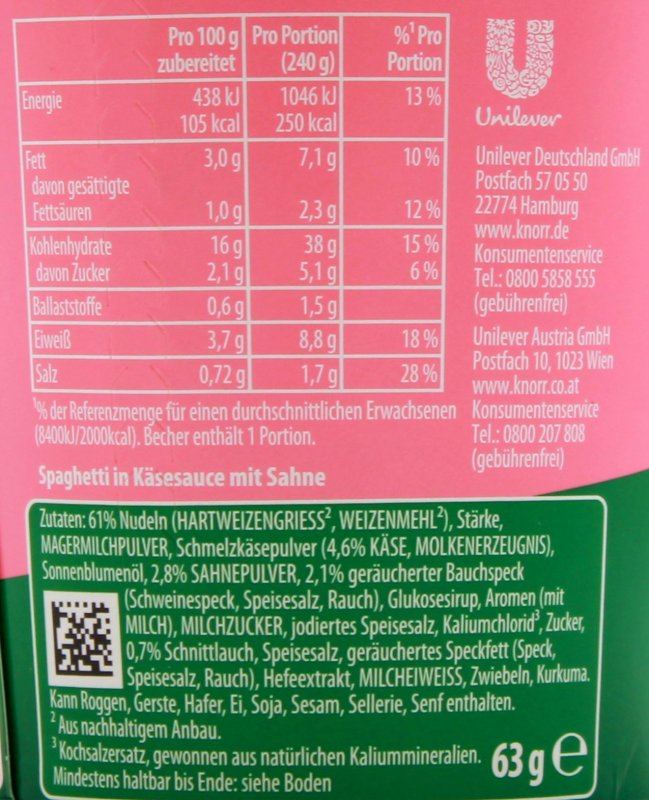 Pro 100 g Pro Portion %¹ Pro
zubereitet (240 g) Portion
Energie 438 kJ 1046 kJ 13 %
105 kcal 250 kcal
Fett 3,0 g 7,1 g 10 %
davon gesättigte
Fettsäuren 1,0 g 2,3 g 12 %
Kohlenhydrate 16 g 38 g 15 %
davon Zucker 2,1 g 5,1 g 6 %
Ballaststoffe 0,6 g 1,5 g
Eiweiß 3,7 g 8,8 g 18 %
Salz 0,72 g 1,7 g 28 %
¹% der Referenzmenge für einen durchschnittlichen Erwachsenen
(8400kJ/2000kcal). Becher enthält 1 Portion.
Unilever
Unilever Deutschland GmbH
Postfach 57 05 50
22774 Hamburg
www.knorr.de
Konsumentenservice
Tel.: 0800 5858 555
(gebührenfrei)
Unilever Austria GmbH
Postfach 10, 1023 Wien
www.knorr.co.at
Konsumentenservice
Tel.: 0800 207 808
(gebührenfrei)
Spaghetti in Käsesauce mit Sahne
Zutaten: 61% Nudeln (HARTWEIZENGRIESS², WEIZENMEHL²), Stärke,
MAGERMILCHPULVER, Schmelzkäsepulver (4,6% KÄSE, MOLKENERZEUGNIS),
Sonnenblumenöl, 2,8% SAHNEPULVER, 2,1% geräucherter Bauchspeck
(Schweinespeck, Speisesalz, Rauch), Glukosesirup, Aromen (mit
MILCH), MILCHZUCKER, jodiertes Speisesalz, Kaliumchlorid³, Zucker,
0,7% Schnittlauch, Speisesalz, geräuchertes Speckfett (Speck,
Speisesalz, Rauch), Hefeextrakt, MILCHEIWEISS, Zwiebeln, Kurkuma.
Kann Roggen, Gerste, Hafer, Ei, Soja, Sesam, Sellerie, Senf enthalten.
² Aus nachhaltigem Anbau.
³ Kochsalzersatz, gewonnen aus natürlichen Kaliummineralien.
Mindestens haltbar bis Ende: siehe Boden
63 g ℮